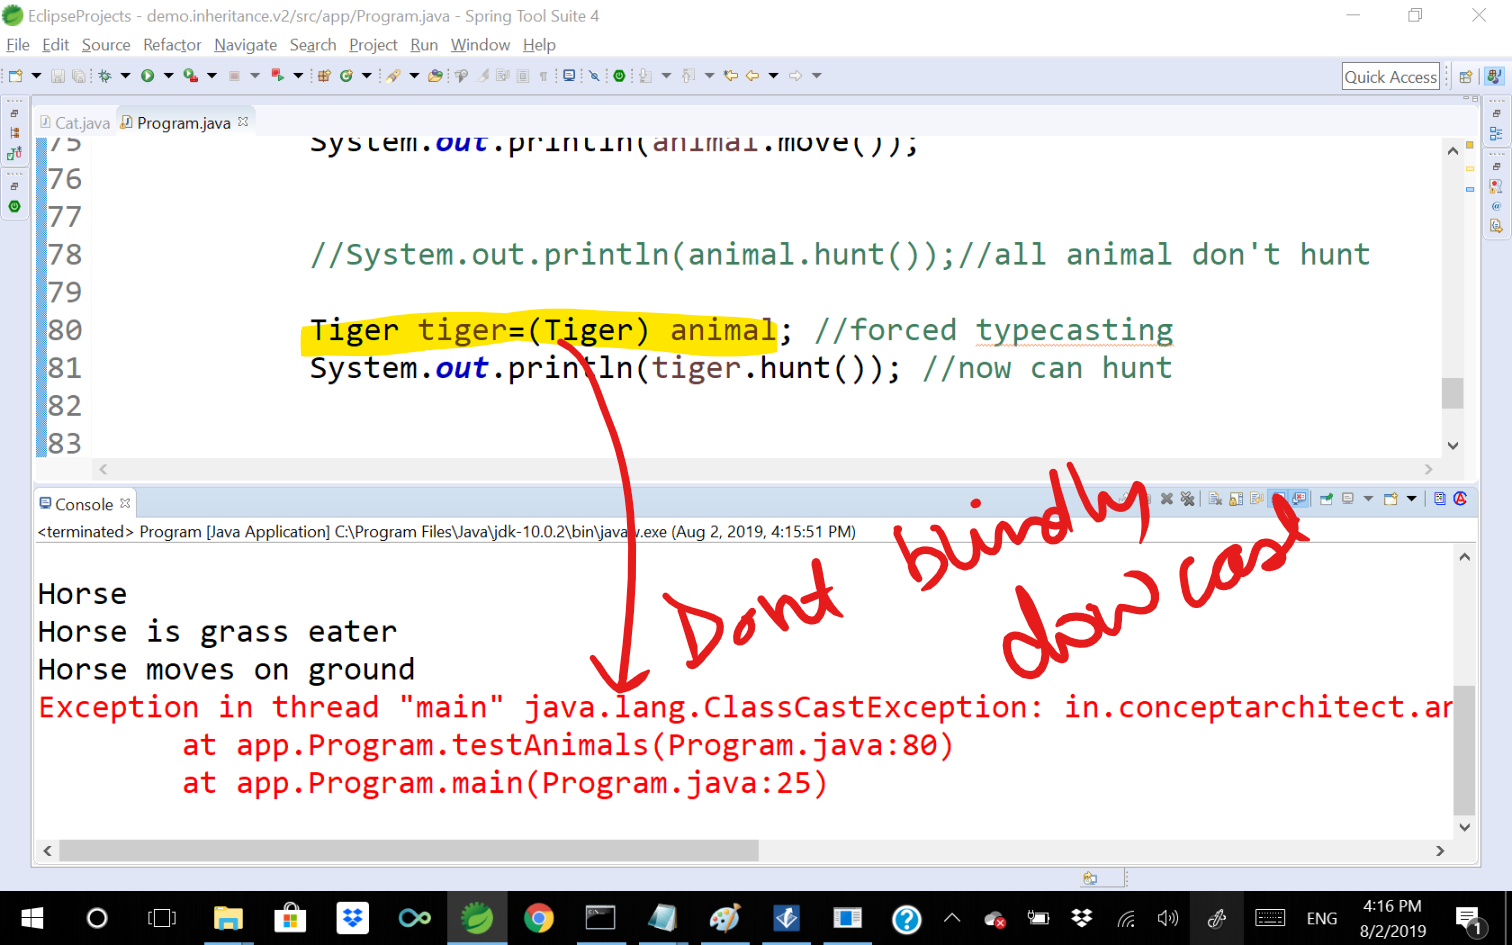 EclipseProjects - demo.inheritance.v2/src/app/Program.java - Spring Tool Suite 4
File Edit Source Refactor Navigate Search Project Run Window Help
Quick Access
Cat.java Program.java
75 System.out.println(animal.move());
76
77
78 //System.out.println(animal.hunt());//all animal don't hunt
79
80 Tiger tiger=(Tiger) animal; //forced typecasting
81 System.out.println(tiger.hunt()); //now can hunt
82
83
Console
<terminated> Program [Java Application] C:\Program Files\Java\jdk-10.0.2\bin\javaw.exe (Aug 2, 2019, 4:15:51 PM)
Dont blindly
dow cast
Horse
Horse is grass eater
Horse moves on ground
Exception in thread "main" java.lang.ClassCastException: in.conceptarchitect.an
at app.Program.testAnimals(Program.java:80)
at app.Program.main(Program.java:25)
ENG
4:16 PM
8/2/2019
1